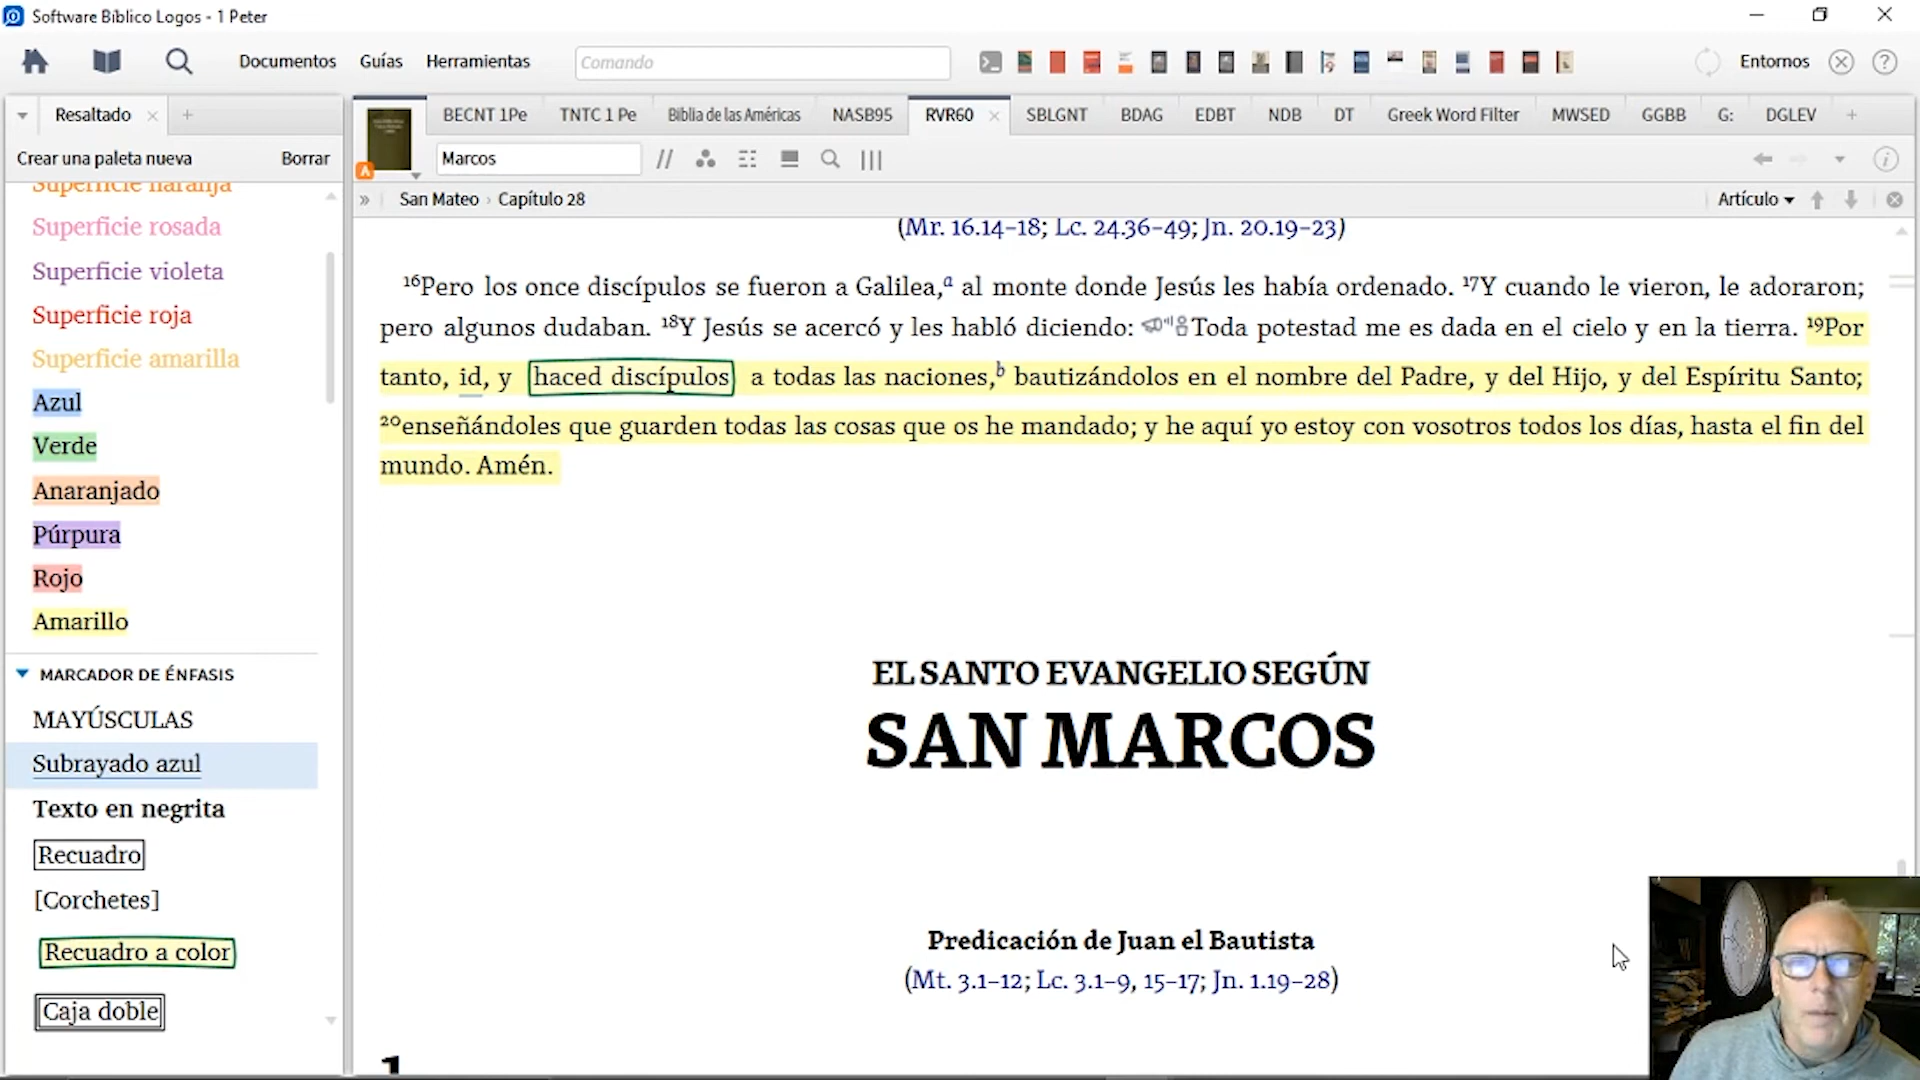 Software Bíblico Logos - 1 Peter
Documentos Guías Herramientas Comando Entornos
Resaltado
BECNT 1Pe TNTC 1 Pe Biblia de las Américas NASB95 RVR60 SBLGNT BDAG EDBT NDB DT Greek Word Filter MWSED GGBB G: DGLEV
Crear una paleta nueva Borrar
Marcos
San Mateo › Capítulo 28 Artículo
Superficie naranja
Superficie rosada
Superficie violeta
Superficie roja
Superficie amarilla
Azul
Verde
Anaranjado
Púrpura
Rojo
Amarillo
MARCADOR DE ÉNFASIS
MAYÚSCULAS
Subrayado azul
Texto en negrita
Recuadro
[Corchetes]
Recuadro a color
Caja doble
(Mr. 16.14–18; Lc. 24.36–49; Jn. 20.19–23)
16Pero los once discípulos se fueron a Galilea,a al monte donde Jesús les había ordenado. 17Y cuando le vieron, le adoraron;
pero algunos dudaban. 18Y Jesús se acercó y les habló diciendo: Toda potestad me es dada en el cielo y en la tierra. 19Por
tanto, id, y haced discípulos a todas las naciones,b bautizándolos en el nombre del Padre, y del Hijo, y del Espíritu Santo;
20enseñándoles que guarden todas las cosas que os he mandado; y he aquí yo estoy con vosotros todos los días, hasta el fin del
mundo. Amén.
EL SANTO EVANGELIO SEGÚN
SAN MARCOS
Predicación de Juan el Bautista
(Mt. 3.1–12; Lc. 3.1–9, 15–17; Jn. 1.19–28)
1